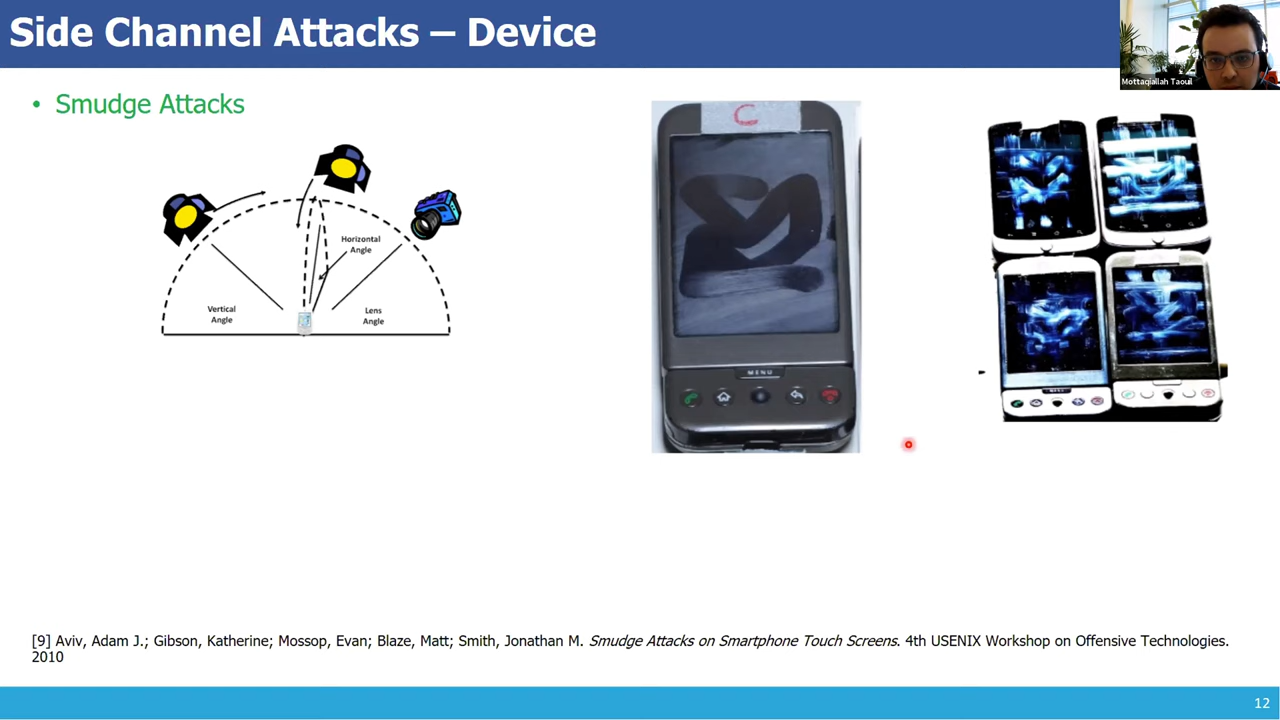 Side Channel Attacks – Device
Mottaqiallah Taouil
• Smudge Attacks
C
Horizontal
Angle
Vertical
Angle
Lens
Angle
MENU
[9] Aviv, Adam J.; Gibson, Katherine; Mossop, Evan; Blaze, Matt; Smith, Jonathan M. Smudge Attacks on Smartphone Touch Screens. 4th USENIX Workshop on Offensive Technologies.
2010
12